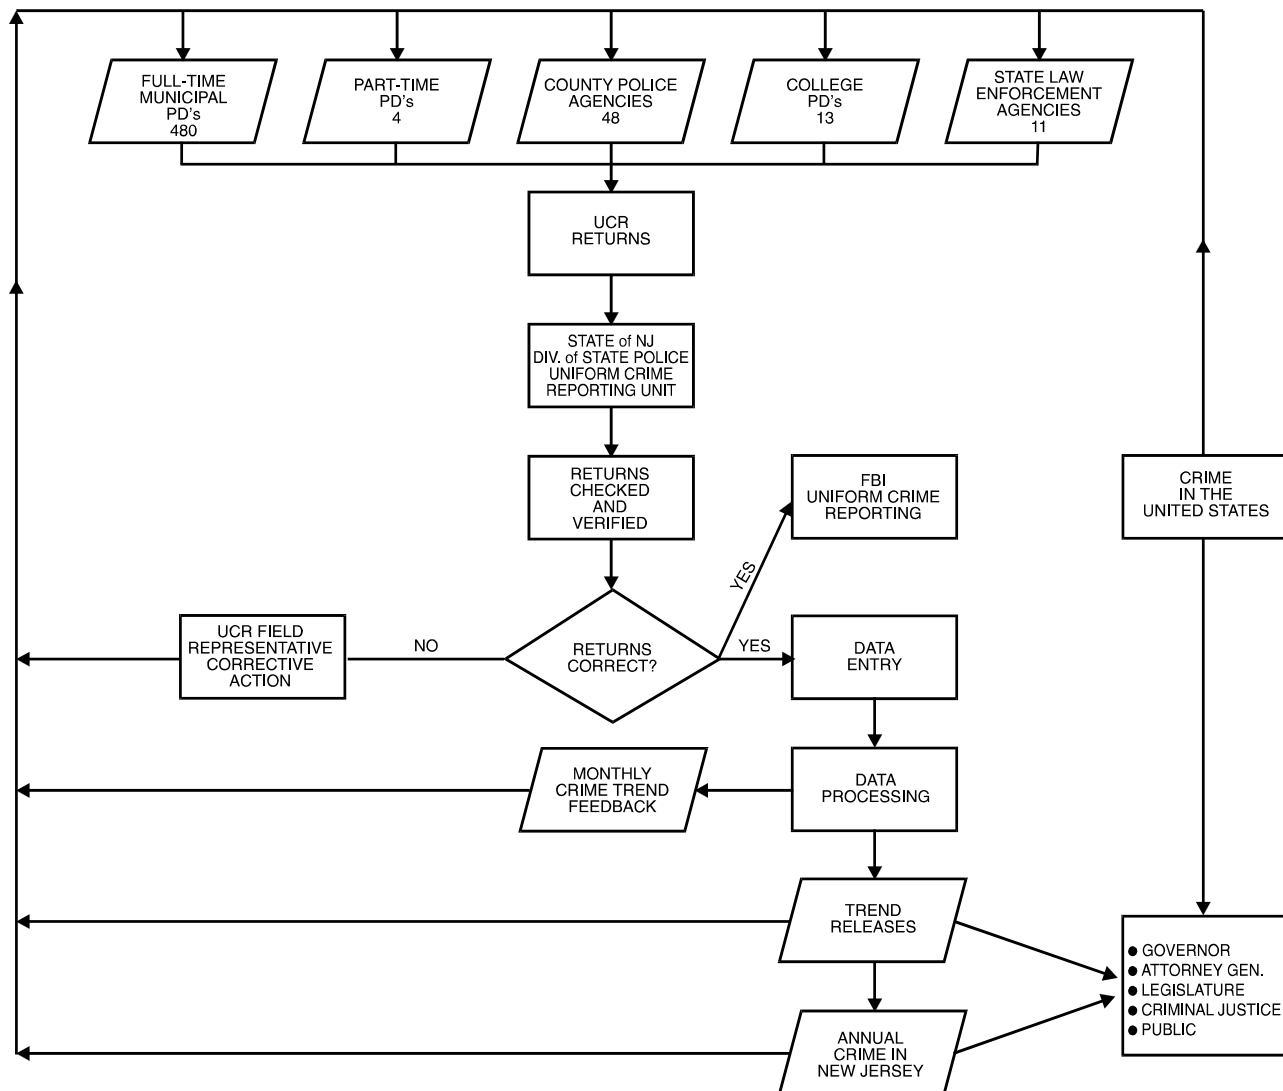 FULL-TIME
MUNICIPAL
PD's
480
PART-TIME
PD's
4
COUNTY POLICE
AGENCIES
48
COLLEGE
PD's
13
STATE LAW
ENFORCEMENT
AGENCIES
11
UCR
RETURNS
STATE of NJ
DIV. of STATE POLICE
UNIFORM CRIME
REPORTING UNIT
RETURNS
CHECKED
AND
VERIFIED
FBI
UNIFORM CRIME
REPORTING
CRIME
IN THE
UNITED STATES
YES
UCR FIELD
REPRESENTATIVE
CORRECTIVE
ACTION
NO
RETURNS
CORRECT?
YES
DATA
ENTRY
MONTHLY
CRIME TREND
FEEDBACK
DATA
PROCESSING
TREND
RELEASES
● GOVERNOR
● ATTORNEY GEN.
● LEGISLATURE
● CRIMINAL JUSTICE
● PUBLIC
ANNUAL
CRIME IN
NEW JERSEY